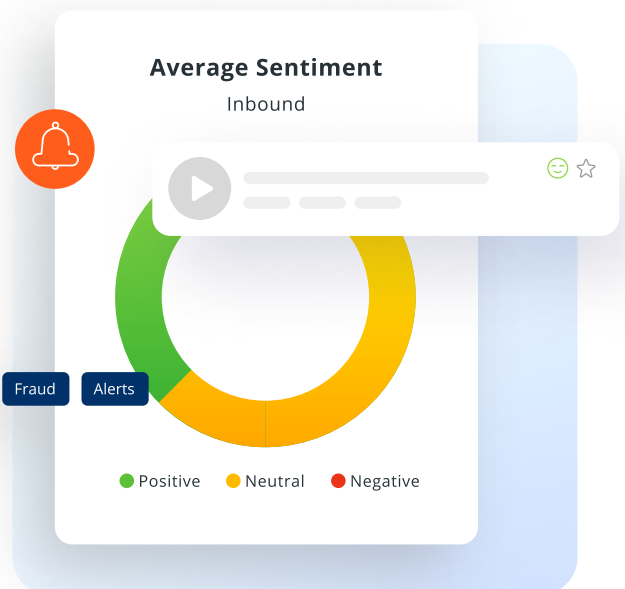 Average Sentiment
Inbound
Fraud Alerts
Positive Neutral Negative